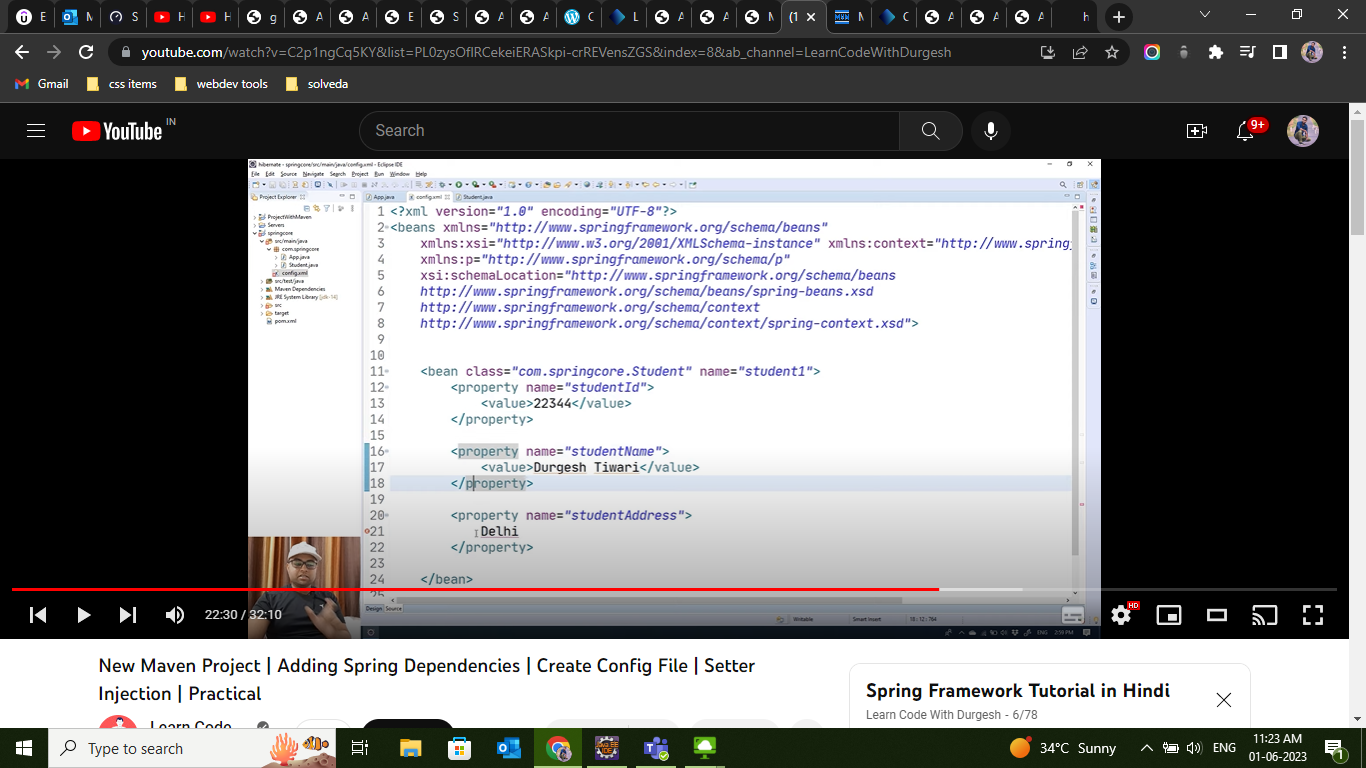 E M S H H g A A E S A A C L A A M (1 M C A A A h
youtube.com/watch?v=C2p1ngCq5KY&list=PL0zysOflRCekeiERASkpi-crREVensZGS&index=8&ab_channel=LearnCodeWithDurgesh
Gmail css items webdev tools solveda
YouTube IN
Search
9+
hibernate - springcore/src/main/java/config.xml - Eclipse IDE
File Edit Source Navigate Search Project Run Window Help
Project Explorer
App.java config.xml Student.java
ProjectWithMaven
Servers
springcore
src/main/java
com.springcore
App.java
Student.java
config.xml
src/test/java
Maven Dependencies
JRE System Library [jdk-14]
src
target
pom.xml
1 <?xml version="1.0" encoding="UTF-8"?>
2 <beans xmlns="http://www.springframework.org/schema/beans"
3 xmlns:xsi="http://www.w3.org/2001/XMLSchema-instance" xmlns:context="http://www.spring
4 xmlns:p="http://www.springframework.org/schema/p"
5 xsi:schemaLocation="http://www.springframework.org/schema/beans
6 http://www.springframework.org/schema/beans/spring-beans.xsd
7 http://www.springframework.org/schema/context
8 http://www.springframework.org/schema/context/spring-context.xsd">
9
10
11 <bean class="com.springcore.Student" name="student1">
12 <property name="studentId">
13 <value>22344</value>
14 </property>
15
16 <property name="studentName">
17 <value>Durgesh Tiwari</value>
18 </property>
19
20 <property name="studentAddress">
21 Delhi
22 </property>
23
24 </bean>
25
Design Source
Writable Smart Insert 18 : 12 : 764
ENG 2:59 PM
22:30 / 32:10
HD
New Maven Project | Adding Spring Dependencies | Create Config File | Setter
Injection | Practical
Learn Code
Spring Framework Tutorial in Hindi
Learn Code With Durgesh - 6/78
Type to search
34°C Sunny
ENG
11:23 AM
01-06-2023
1